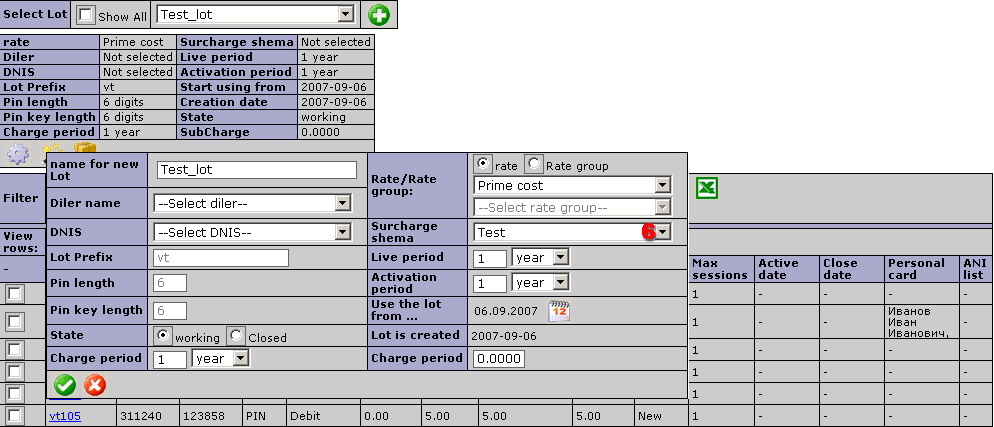 Select Lot Show All Test_lot
rate Prime cost Surcharge shema Not selected
Diler Not selected Live period 1 year
DNIS Not selected Activation period 1 year
Lot Prefix vt Start using from 2007-09-06
Pin length 6 digits Creation date 2007-09-06
Pin key length 6 digits State working
Charge period 1 year SubCharge 0.0000
name for new Lot Test_lot
Rate/Rate group: rate Rate group
Prime cost
--Select rate group--
Diler name --Select diler--
DNIS --Select DNIS--
Surcharge shema Test 6
Lot Prefix vt
Live period 1 year
Pin length 6
Activation period 1 year
Pin key length 6
Use the lot from ... 06.09.2007 12
State working Closed
Lot is created 2007-09-06
Charge period 1 year
Charge period 0.0000
Filter
View rows:
-
Max sessions Active date Close date Personal card ANI list
1 - - - -
1 - - Иванов Иван Иванович, -
1 - - - -
1 - - - -
1 - - - -
vt105 311240 123858 PIN Debit 0.00 5.00 5.00 5.00 New 1 - - - -